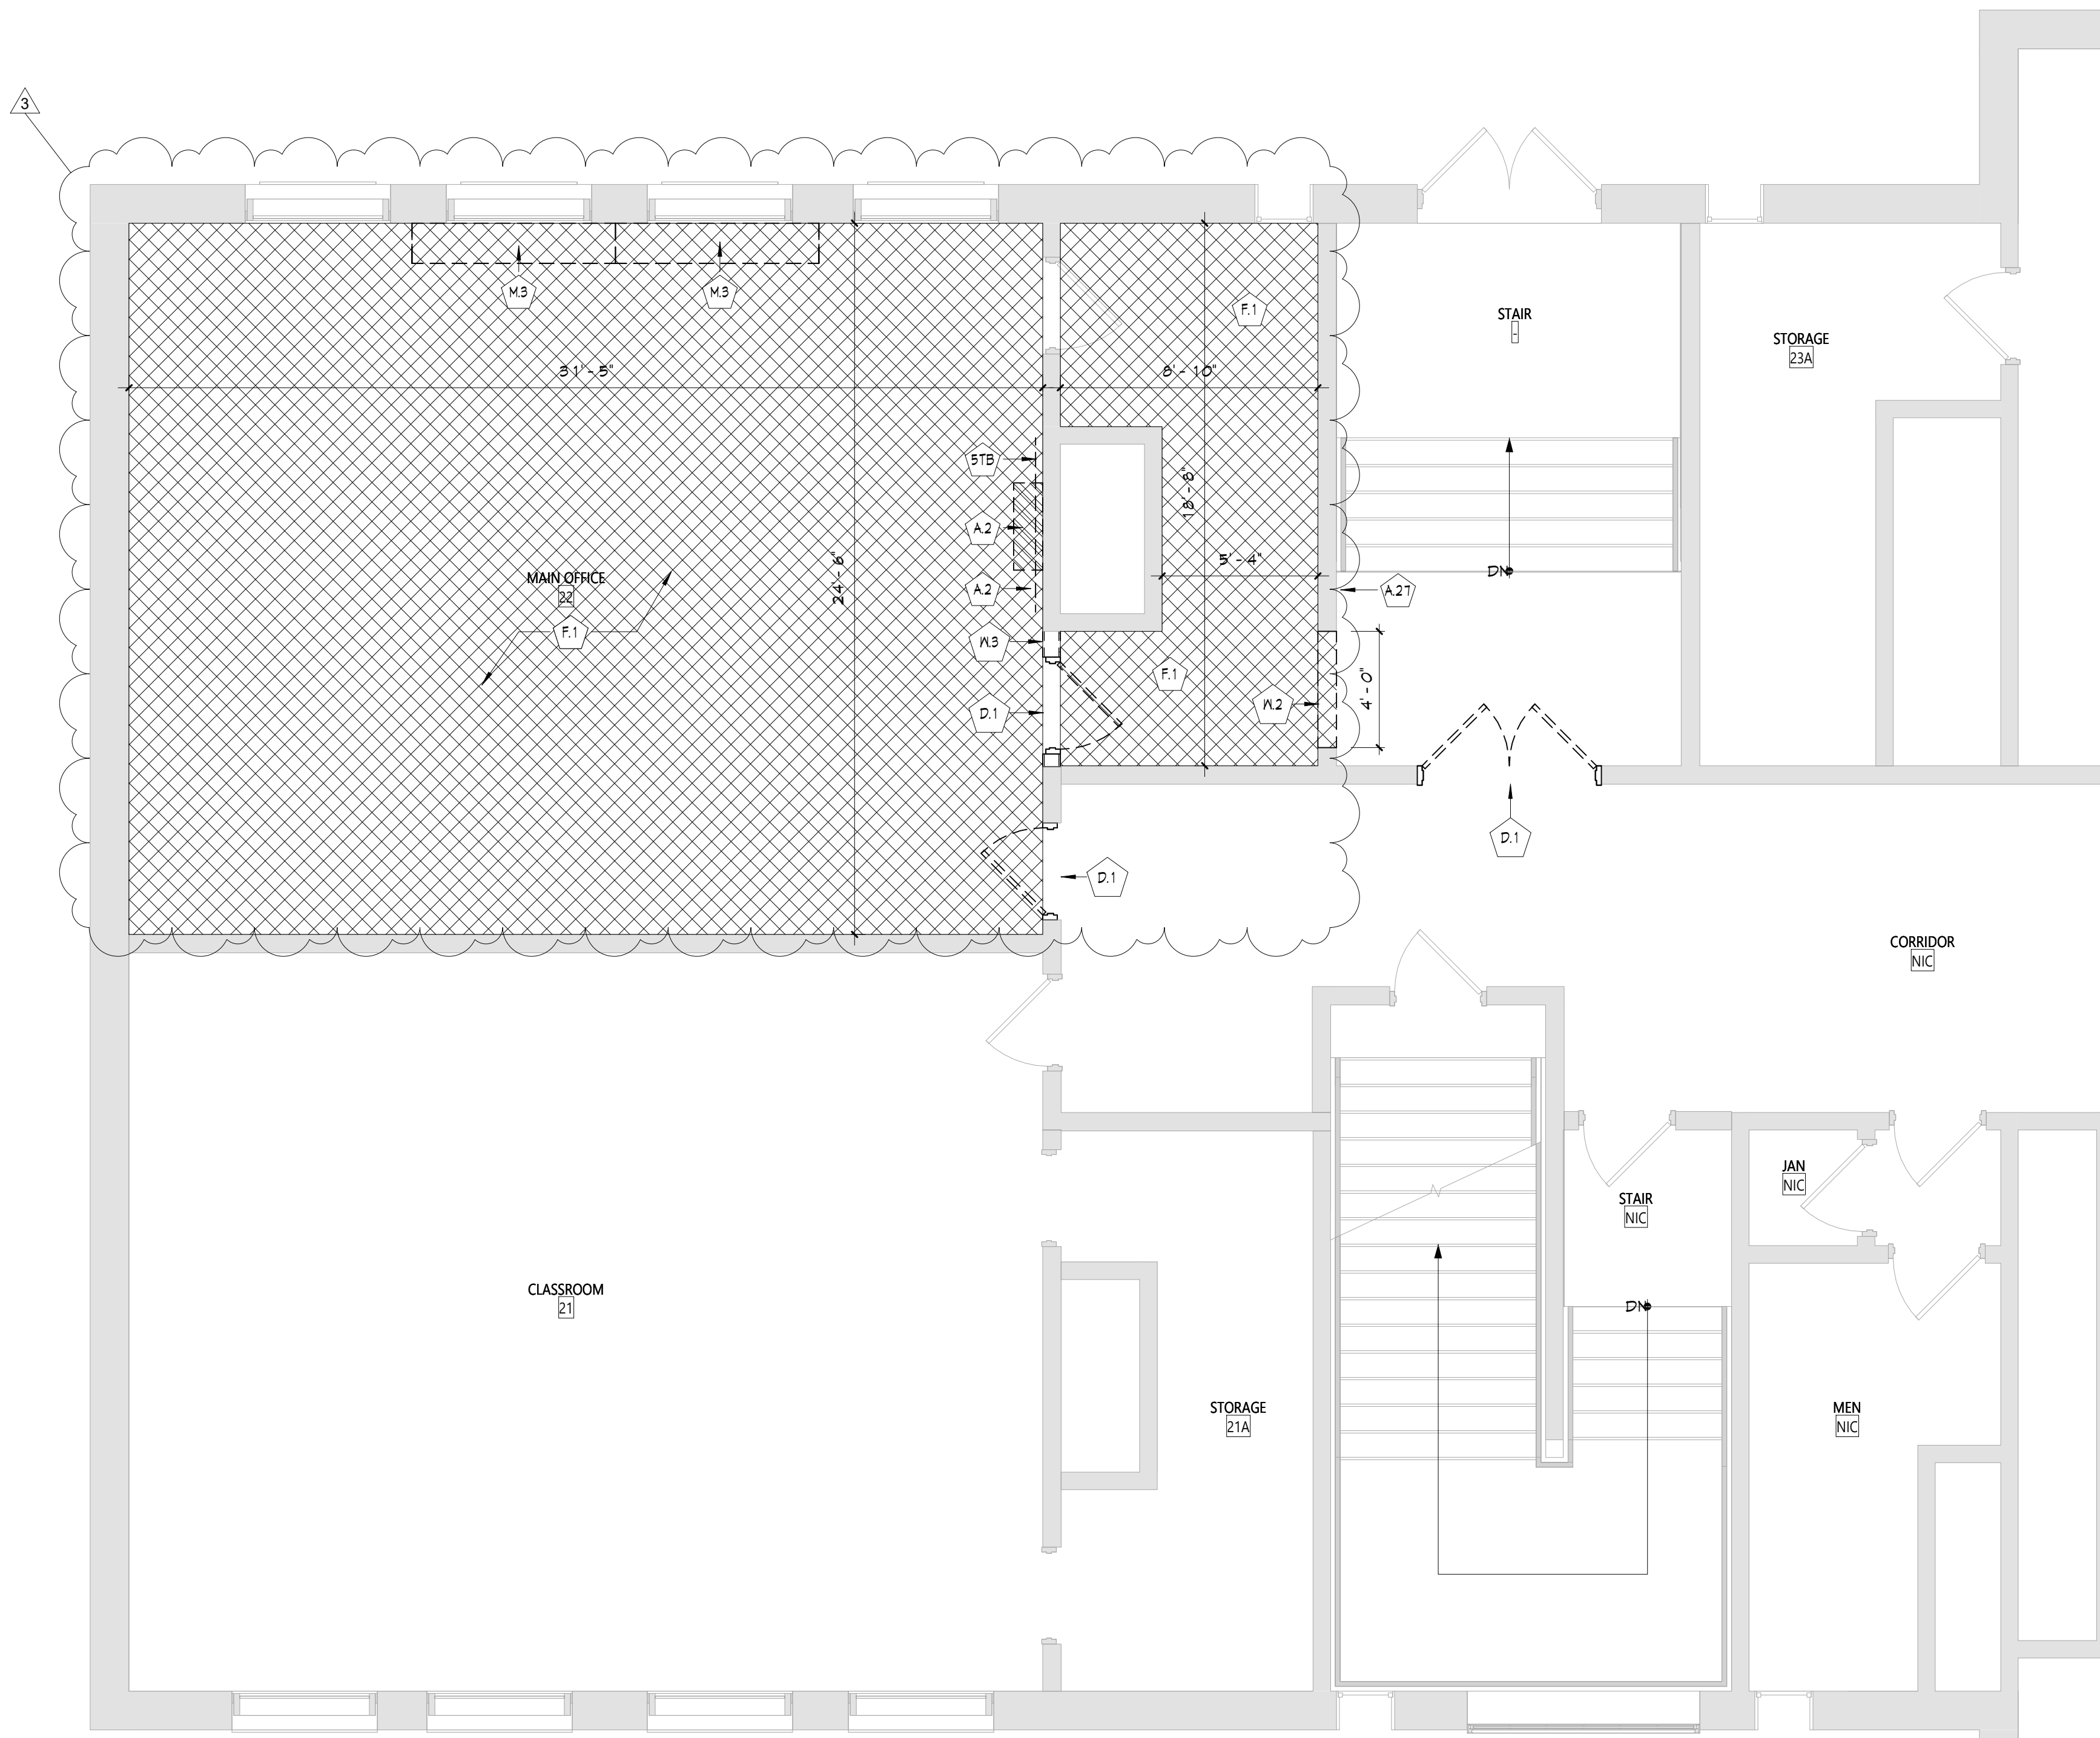 3
M.3
M.3
F.1
STAIR
-
STORAGE
23A
31'-5"
8'-10"
5TB
18'-8"
A.2
5'-4"
24'-6"
DN
MAIN OFFICE
22
A.2
A.27
F.1
W.3
F.1
4'-0"
W.2
D.1
D.1
D.1
CORRIDOR
NIC
JAN
NIC
STAIR
NIC
CLASSROOM
21
DN
STORAGE
21A
MEN
NIC